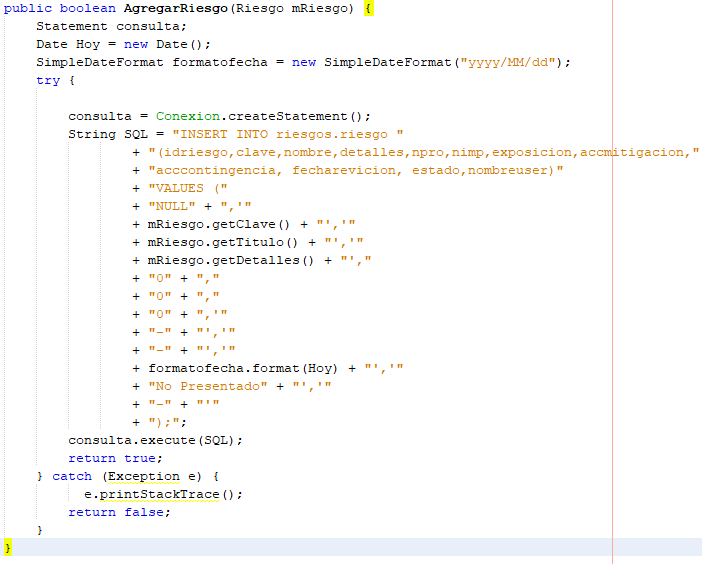 public boolean AgregarRiesgo(Riesgo mRiesgo) {
    Statement consulta;
    Date Hoy = new Date();
    SimpleDateFormat formatofecha = new SimpleDateFormat("yyyy/MM/dd");
    try {

        consulta = Conexion.createStatement();
        String SQL = "INSERT INTO riesgos.riesgo "
                + "(idriesgo,clave,nombre,detalles,npro,nimp,exposicion,accmitigacion,"
                + "acccontingencia, fecharevicion, estado,nombreuser)"
                + "VALUES ("
                + "NULL" + ",'"
                + mRiesgo.getClave() + "','"
                + mRiesgo.getTitulo() + "','"
                + mRiesgo.getDetalles() + "',"
                + "0" + ","
                + "0" + ","
                + "0" + ",'"
                + "-" + "','"
                + "-" + "','"
                + formatofecha.format(Hoy) + "','"
                + "No Presentado" + "','"
                + "-" + "'"
                + ");";
        consulta.execute(SQL);
        return true;
    } catch (Exception e) {
          e.printStackTrace();
        return false;
    }
}